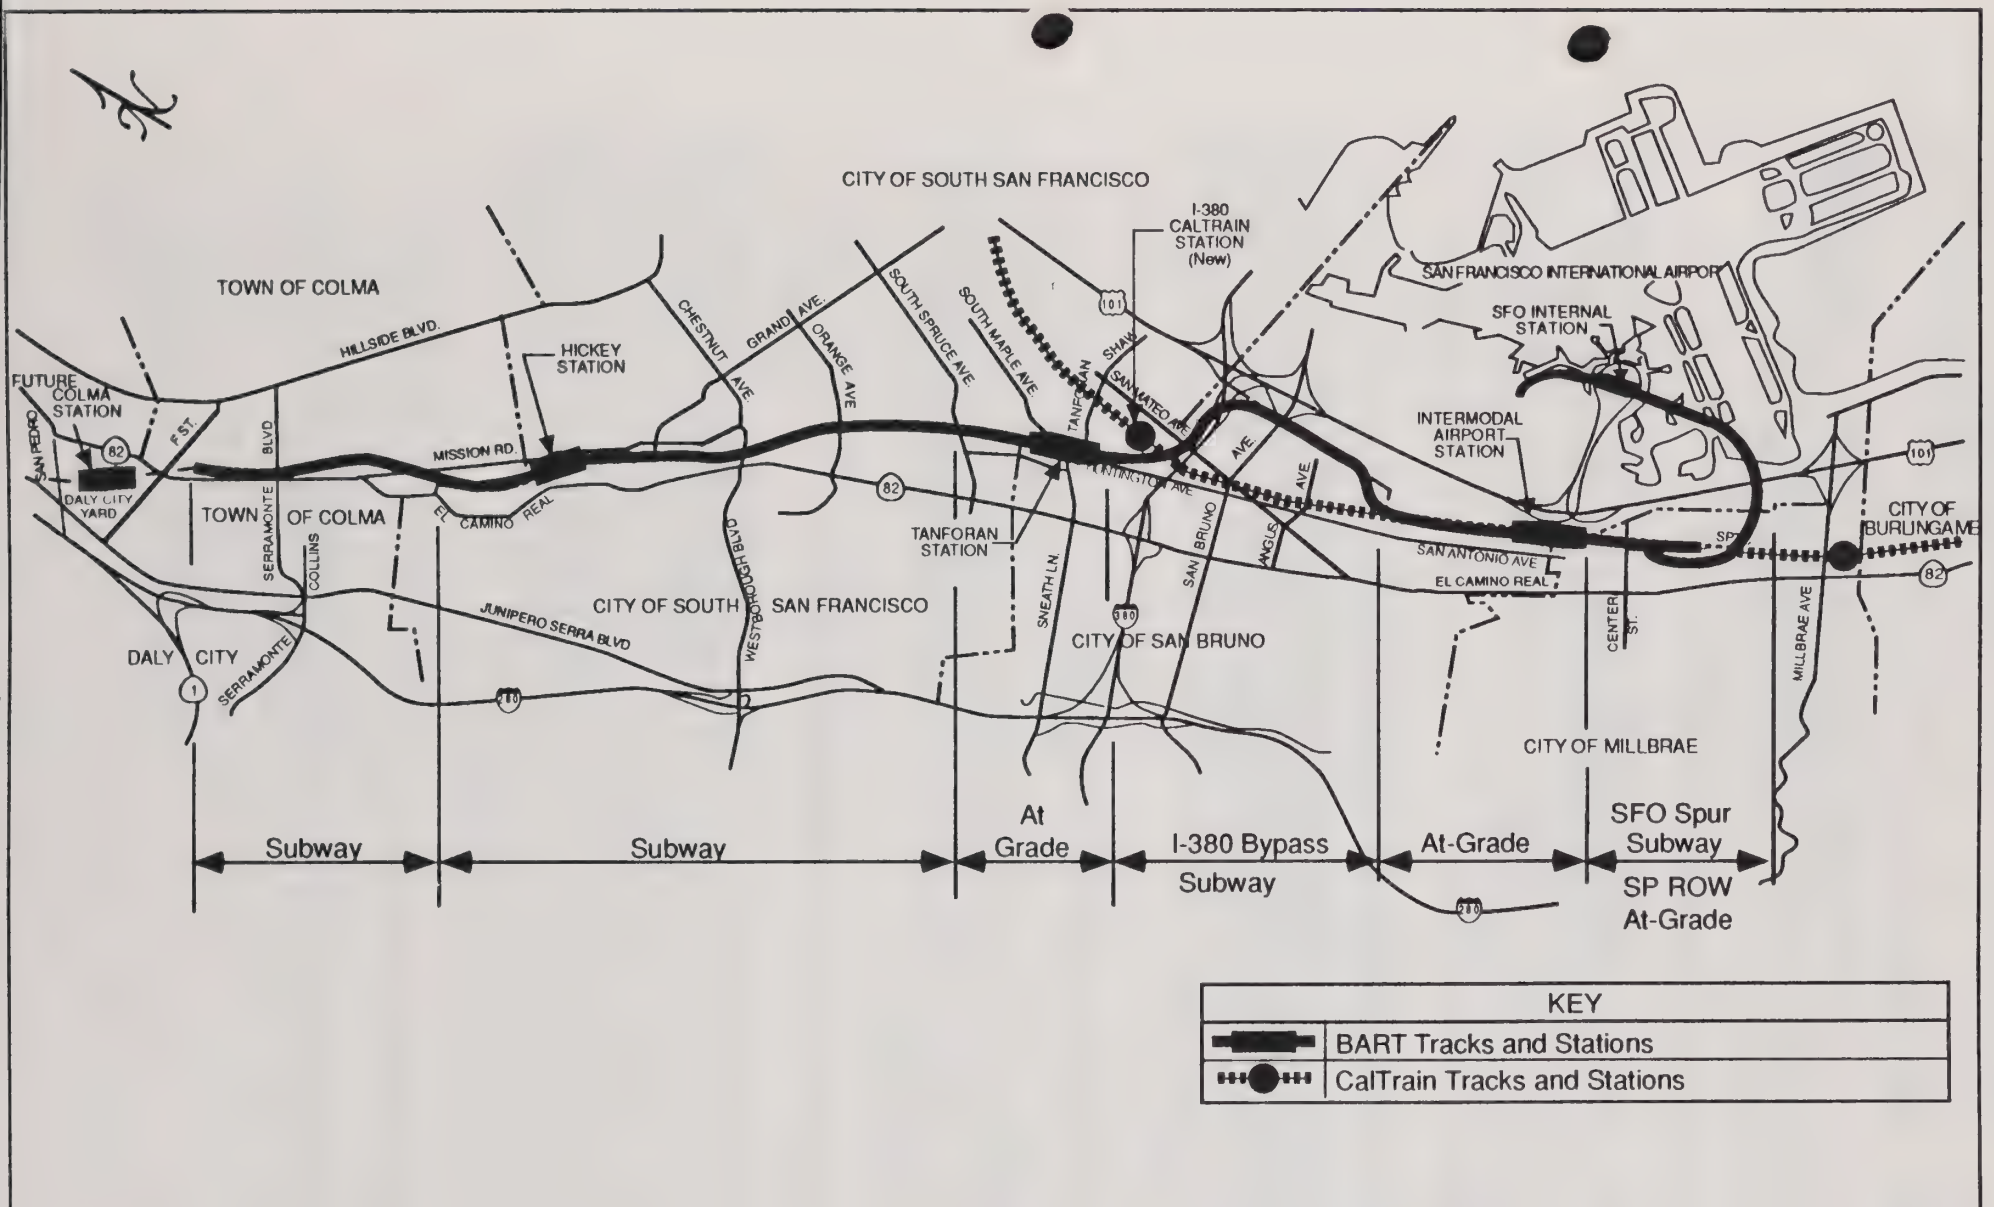 CITY OF SOUTH SAN FRANCISCO
I-380
CALTRAIN
STATION
(New)
TOWN OF COLMA
HILLSIDE BLVD.
HICKEY
STATION
CHESTNUT
AVE.
GRAND AVE.
ORANGE AVE
SOUTH SPRUCE AVE.
SOUTH MAPLE AVE.
101
SHAW
TANFORAN
SAN MATEO AVE.
SAN FRANCISCO INTERNATIONAL AIRPORT
SFO INTERNAL
STATION
FUTURE
COLMA
STATION
SAN PEDRO
82
F ST.
DALY CITY
YARD
SERRAMONTE BLVD
MISSION RD.
EL CAMINO REAL
82
HUNTINGTON AVE
INTERMODAL
AIRPORT
STATION
101
CITY OF
BURLINGAME
TOWN OF COLMA
COLLINS
TANFORAN
STATION
SNEATH LN.
SAN BRUNO AVE.
ANGUS AVE.
SAN ANTONIO AVE
EL CAMINO REAL
82
CENTER ST.
MILLBRAE AVE
CITY OF SOUTH SAN FRANCISCO
JUNIPERO SERRA BLVD
WESTBOROUGH BLVD
380
CITY OF SAN BRUNO
DALY CITY
SERRAMONTE
1
280
CITY OF MILLBRAE
Subway
Subway
At
Grade
I-380 Bypass
Subway
At-Grade
SFO Spur
Subway
SP ROW
At-Grade
280
KEY
BART Tracks and Stations
CalTrain Tracks and Stations